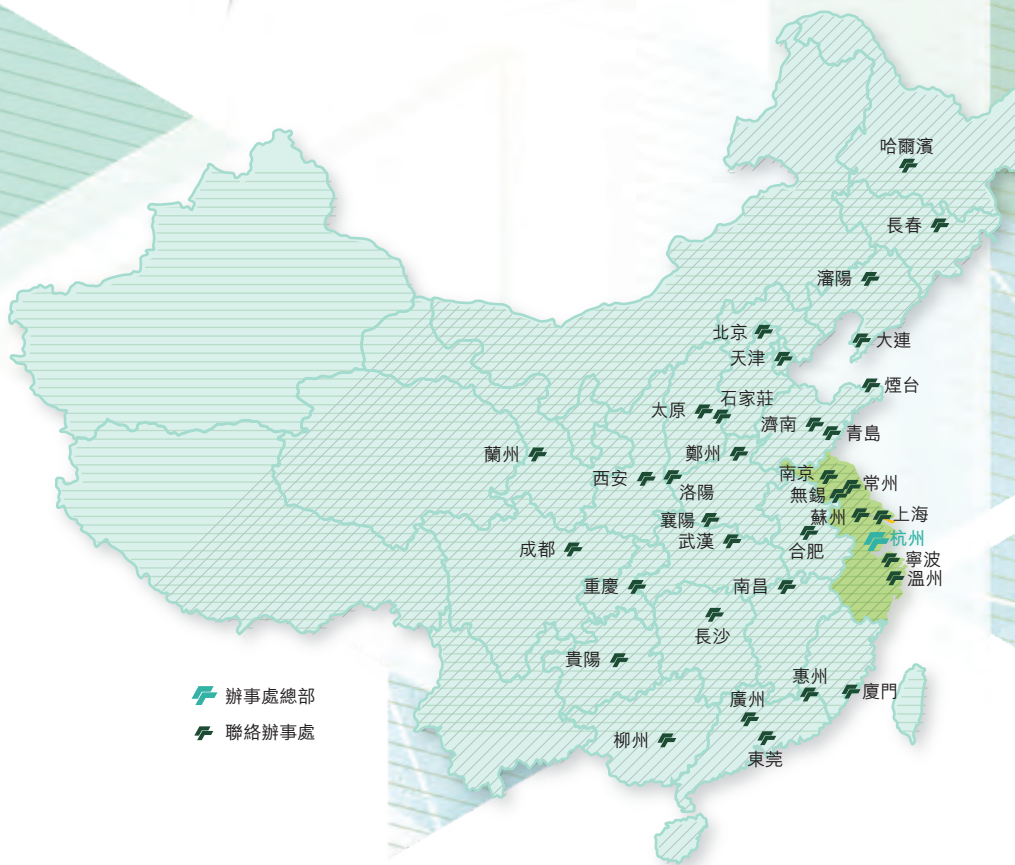 哈爾濱
長春
瀋陽
北京
大連
天津
煙台
石家莊
太原
濟南
青島
蘭州
鄭州
西安
洛陽
南京
常州
無錫
蘇州
上海
襄陽
武漢
合肥
杭州
成都
寧波
溫州
重慶
南昌
長沙
貴陽
惠州
廈門
廣州
柳州
東莞
辦事處總部
聯絡辦事處